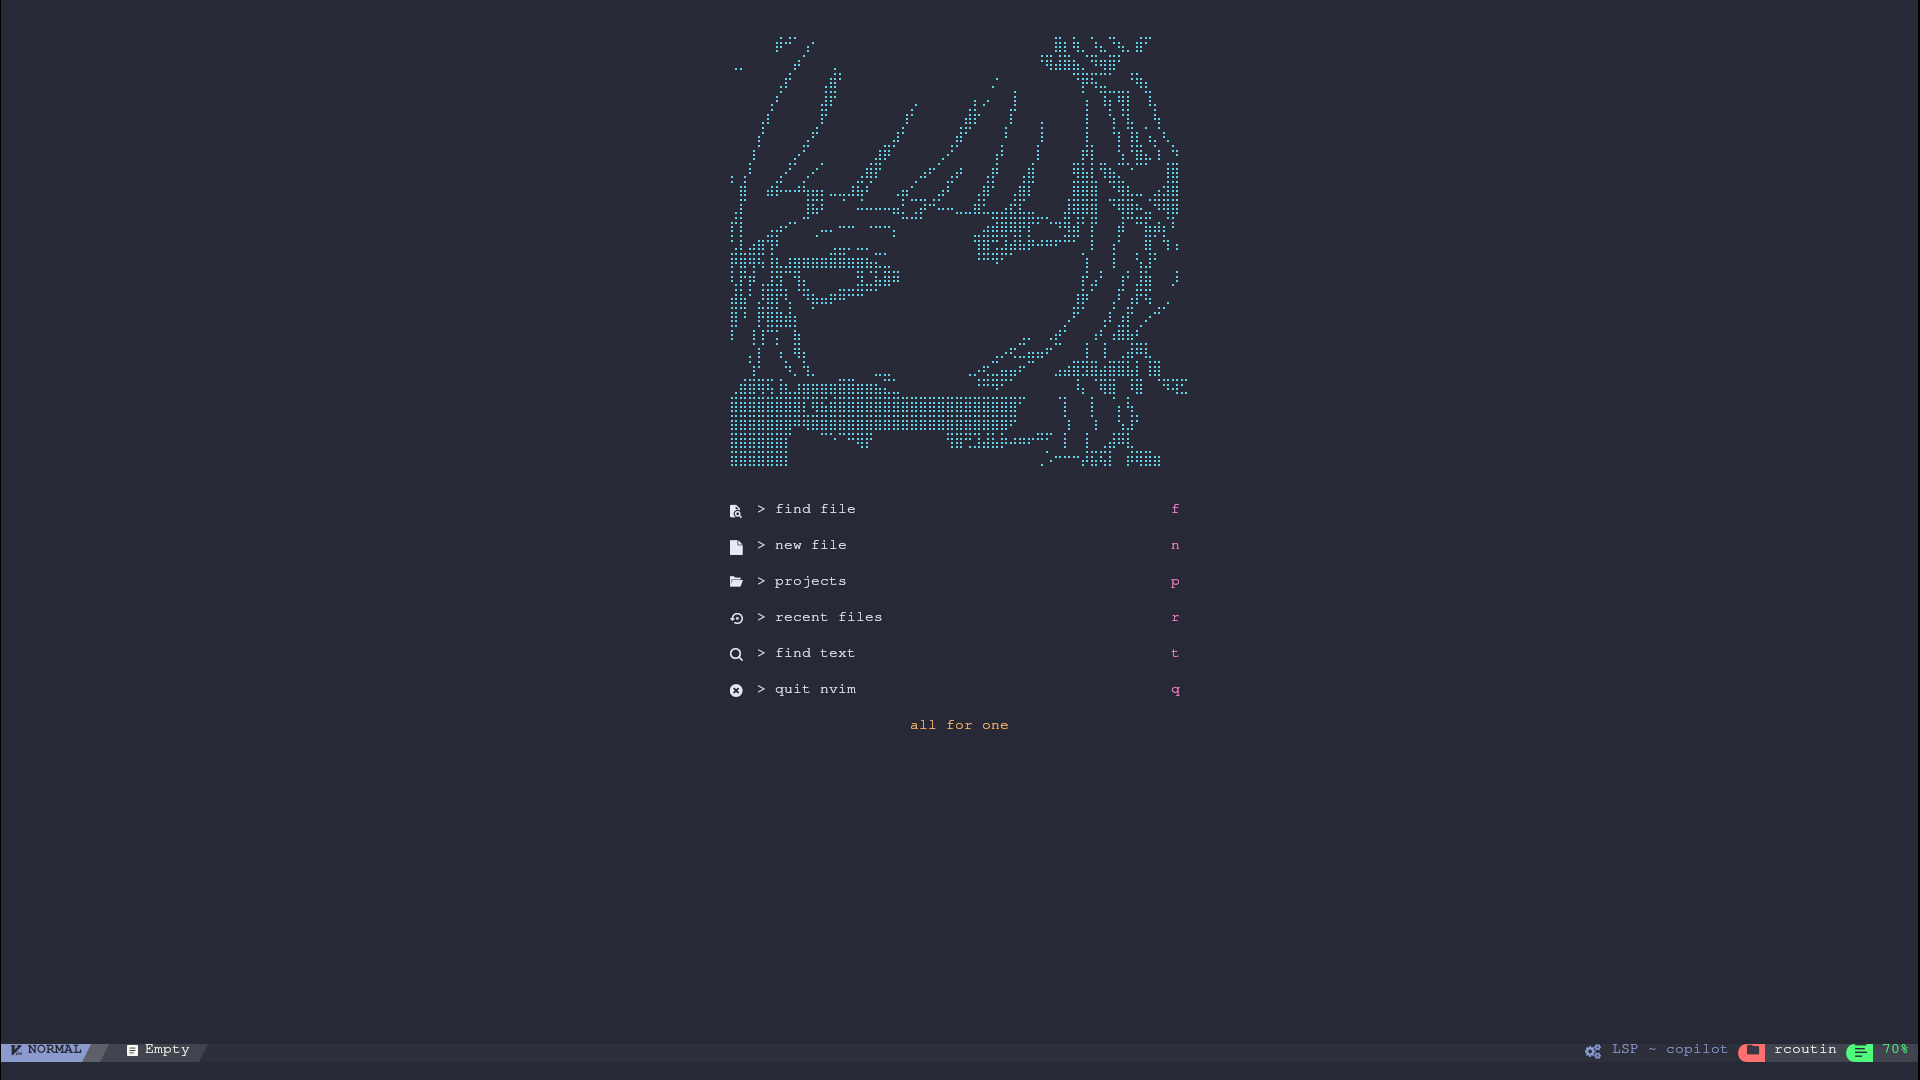 > find file f
> new file n
> projects p
> recent files r
> find text t
> quit nvim q
all for one
NORMAL Empty LSP ~ copilot rcoutin 70%